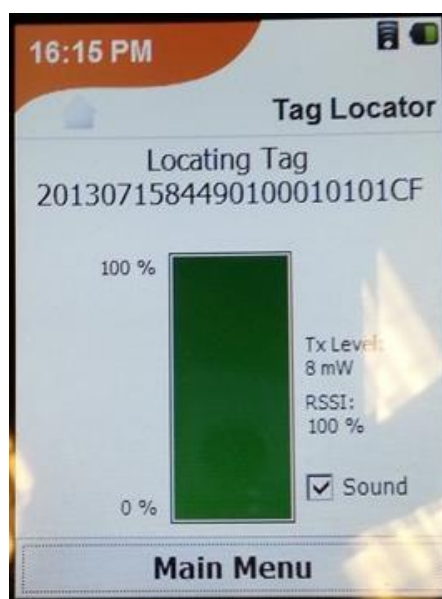 16:15 PM
Tag Locator
Locating Tag
2013071584490100010101CF
100 %
Tx Level:
8 mW
RSSI:
100 %
0 %
Sound
Main Menu